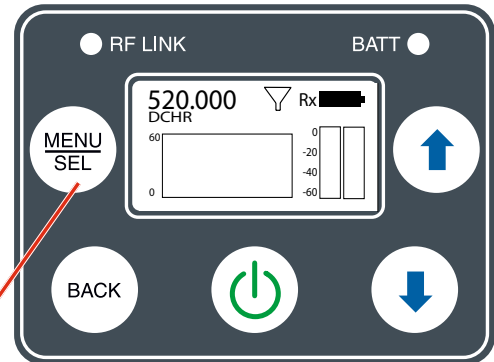 RF LINK BATT
520.000 Rx
DCHR
60
0
0
-20
-40
-60
MENU
SEL
BACK